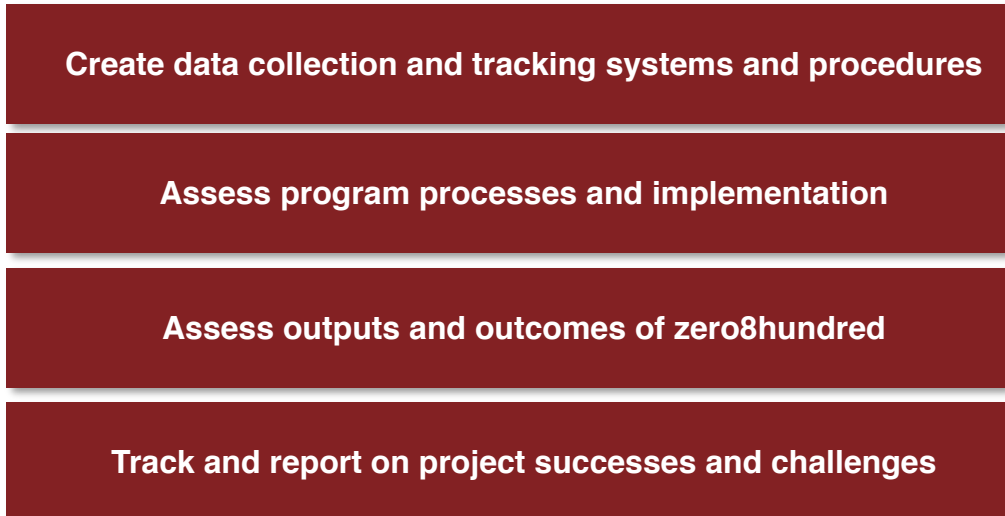 Create data collection and tracking systems and procedures
Assess program processes and implementation
Assess outputs and outcomes of zero8hundred
Track and report on project successes and challenges